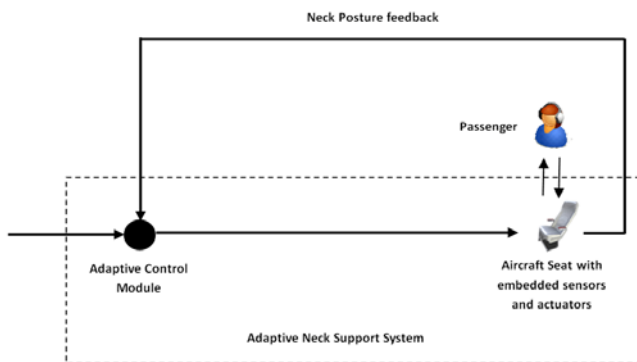 Neck Posture feedback
Passenger
Adaptive Control
Module
Aircraft Seat with
embedded sensors
and actuators
Adaptive Neck Support System